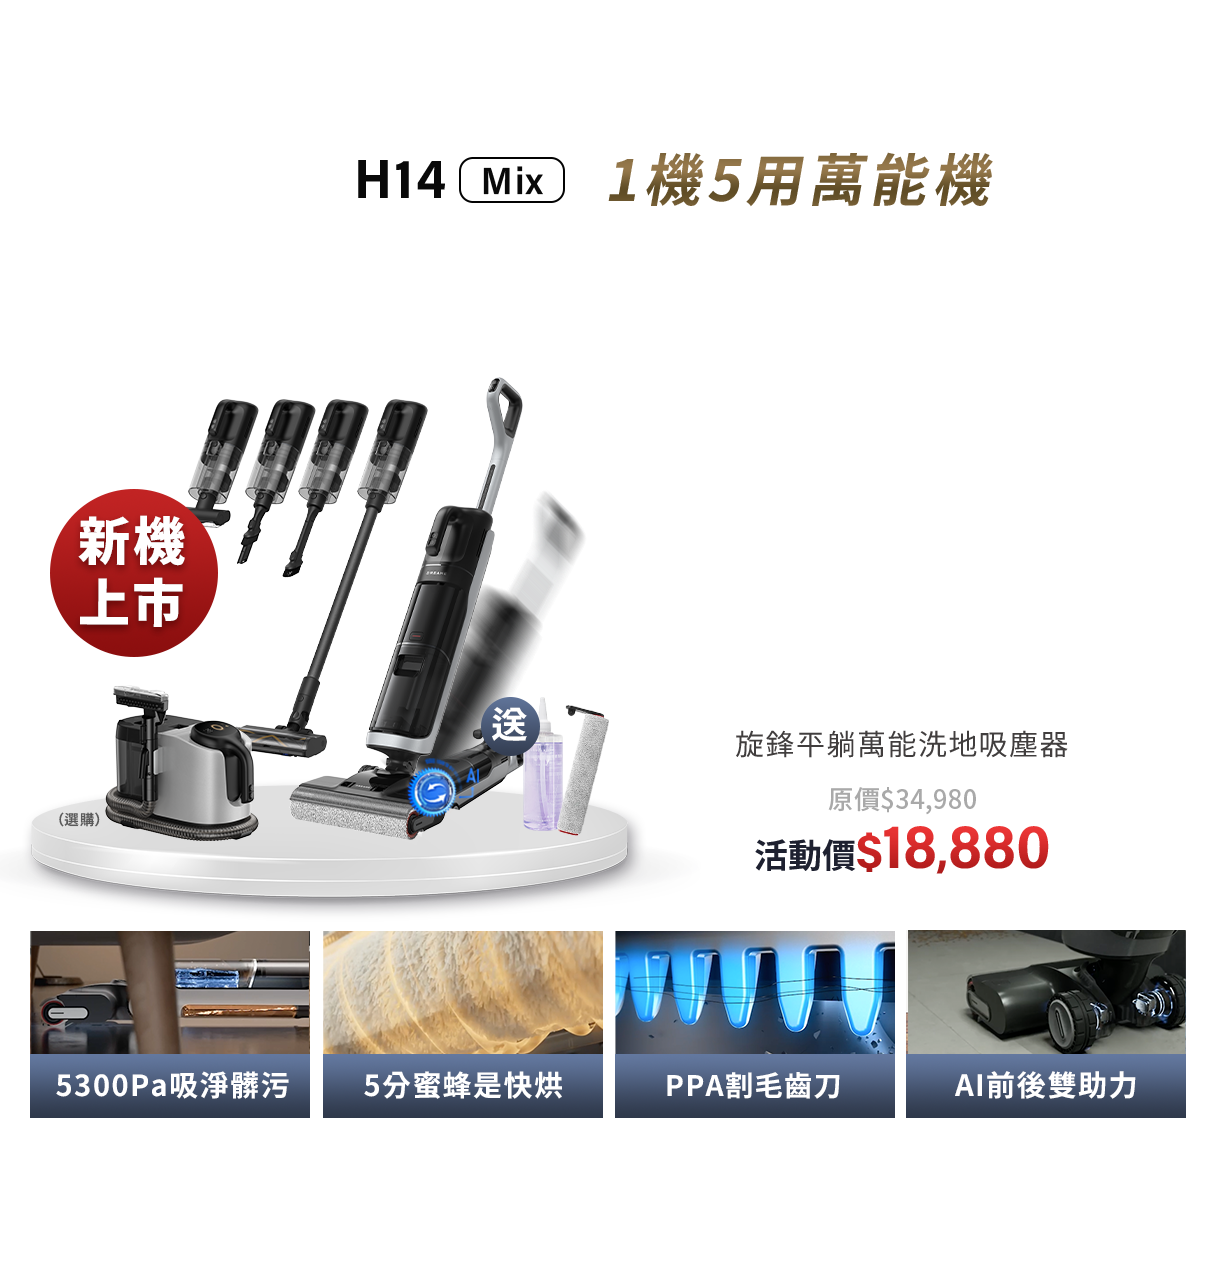 H14 Mix 1機5用萬能機
新機
上市
送
AI
(選購)
旋鋒平躺萬能洗地吸塵器
原價$34,980
活動價$18,880
5300Pa吸淨髒污
5分蜜蜂是快烘
PPA割毛齒刀
AI前後雙助力